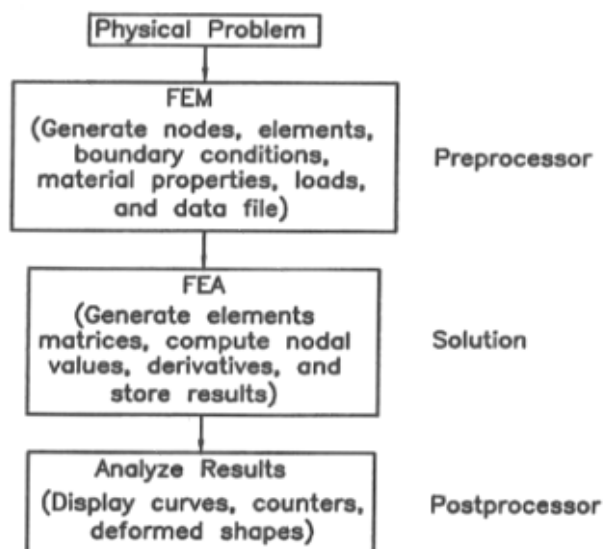 Physical Problem
FEM
(Generate nodes, elements,
boundary conditions,
material properties, loads,
and data file)
Preprocessor
FEA
(Generate elements
matrices, compute nodal
values, derivatives, and
store results)
Solution
Analyze Results
(Display curves, counters,
deformed shapes)
Postprocessor